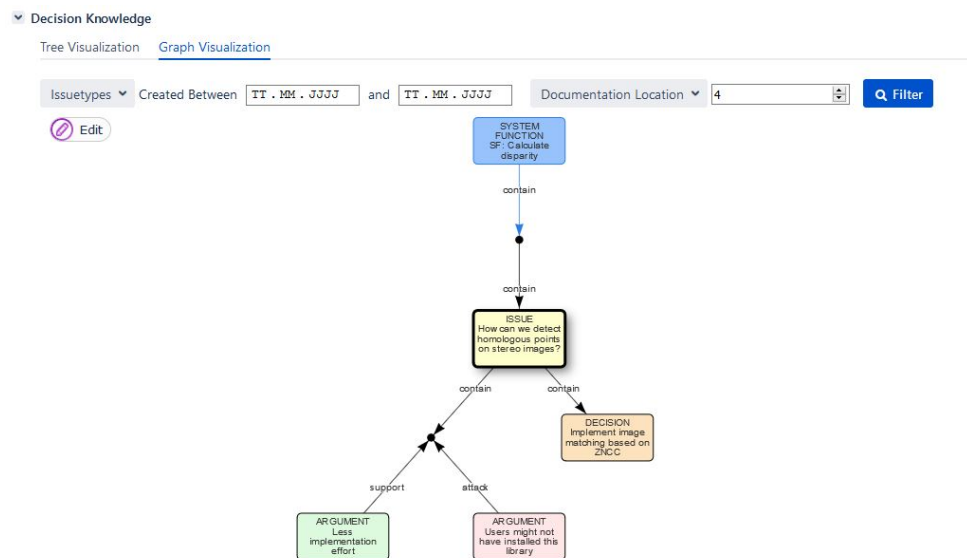 Decision Knowledge
Tree Visualization Graph Visualization
Issuetypes Created Between TT . MM . JJJJ and TT . MM . JJJJ Documentation Location 4 Filter
Edit
SYSTEM
FUNCTION
SF: Calculate
disparity
contain
contain
ISSUE
How can we detect
homologous points
on stereo images?
contain contain
DECISION
Implement image
matching based on
ZNCC
support attack
ARGUMENT
Less
implementation
effort
ARGUMENT
Users might not
have installed this
library